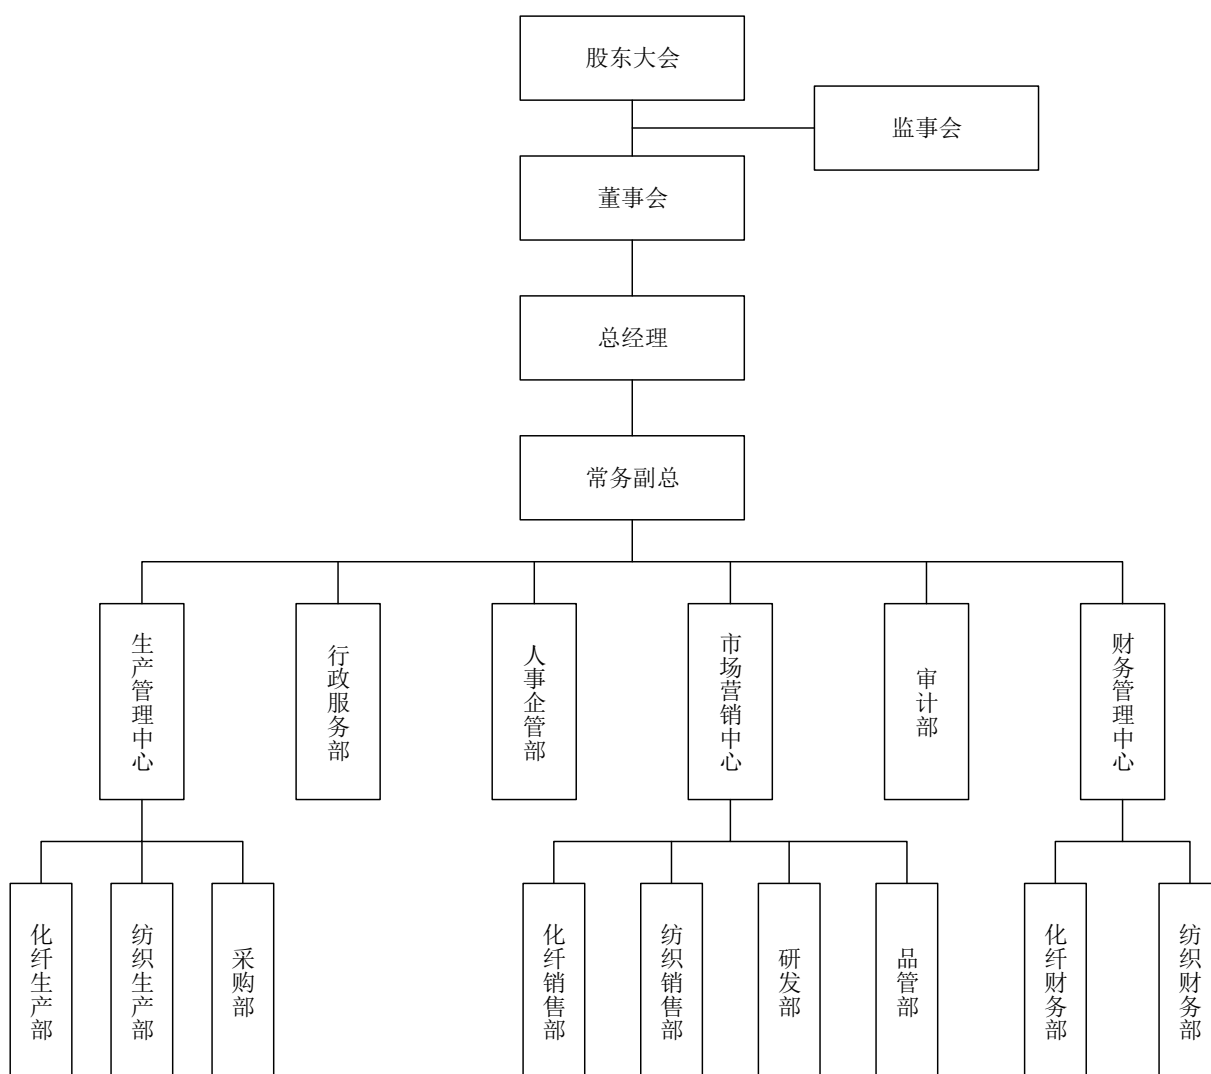 股东大会
监事会
董事会
总经理
常务副总
生产管理中心
行政服务部
人事企管部
市场营销中心
审计部
财务管理中心
化纤生产部
纺织生产部
采购部
化纤销售部
纺织销售部
研发部
品管部
化纤财务部
纺织财务部